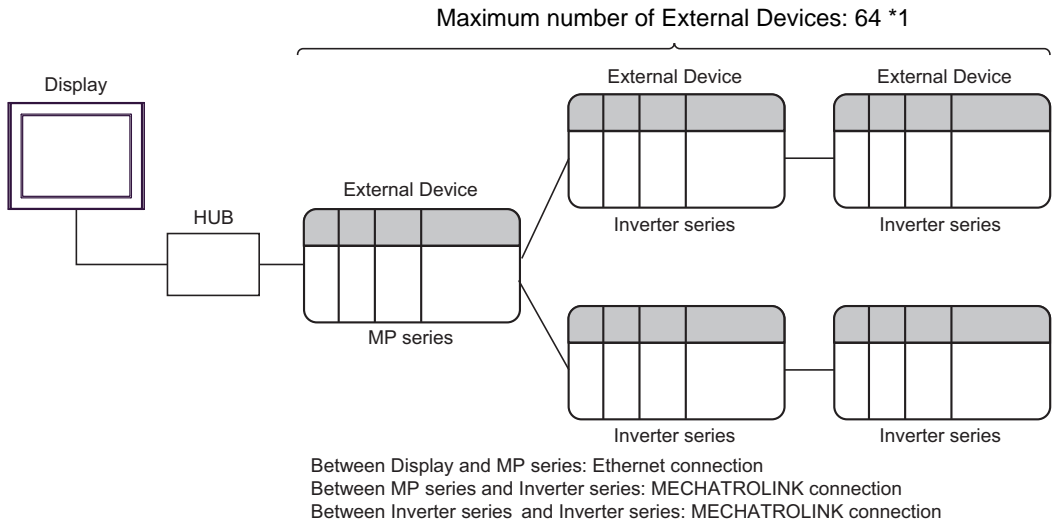 Maximum number of External Devices: 64 *1
Display
External Device
External Device
External Device
HUB
Inverter series
Inverter series
MP series
Inverter series
Inverter series
Between Display and MP series: Ethernet connection
Between MP series and Inverter series: MECHATROLINK connection
Between Inverter series and Inverter series: MECHATROLINK connection